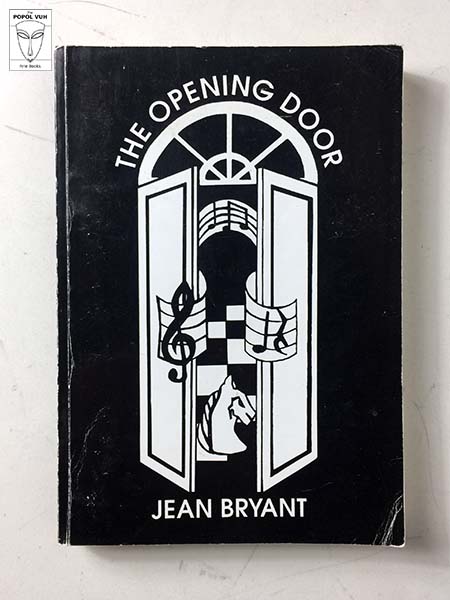 The
POPOL VUH
Fine Books
THE OPENING DOOR
JEAN BRYANT